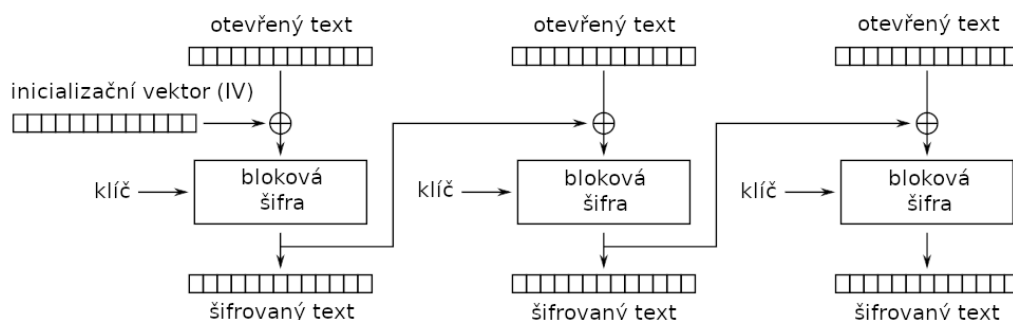 otevřený text
otevřený text
otevřený text
inicializační vektor (IV)
klíč
bloková
šifra
klíč
bloková
šifra
klíč
bloková
šifra
šifrovaný text
šifrovaný text
šifrovaný text